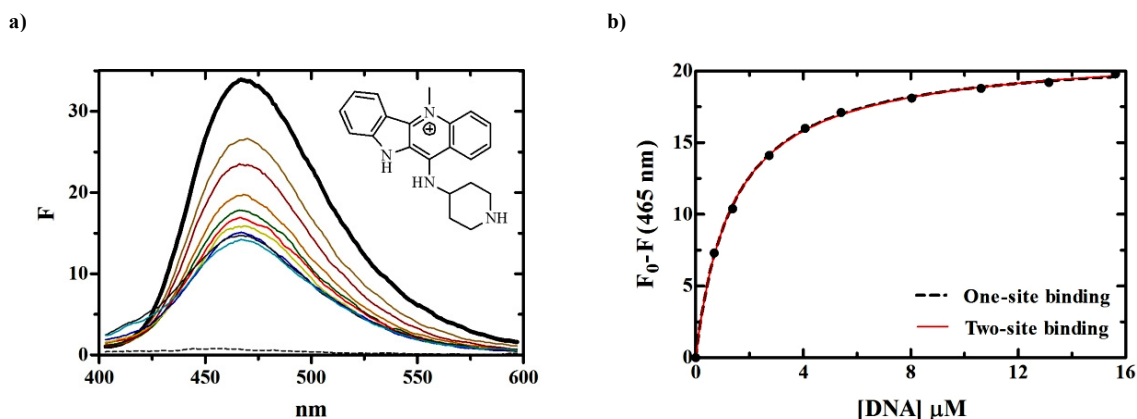 a)
b)
F
30
20
10
0
400
450
500
550
600
nm
CH₃
N
+
N
H
HN
NH
F₀-F (465 nm)
20
15
10
5
0
0
4
8
12
16
[DNA] µM
One-site binding
Two-site binding